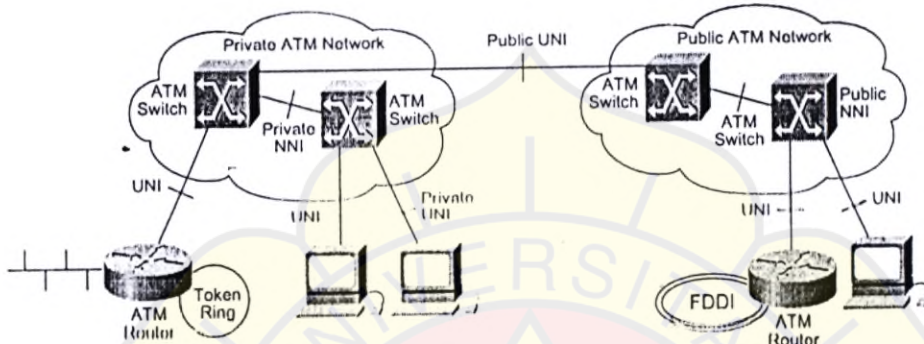 Private ATM Network
Public UNI
Public ATM Network
ATM
Switch
Private
NNI
ATM
Switch
ATM
Switch
ATM
Switch
Public
NNI
UNI
UNI
Private
UNI
UNI
UNI
Token
Ring
ATM
Router
FDDI
ATM
Router
UNIVERSITY